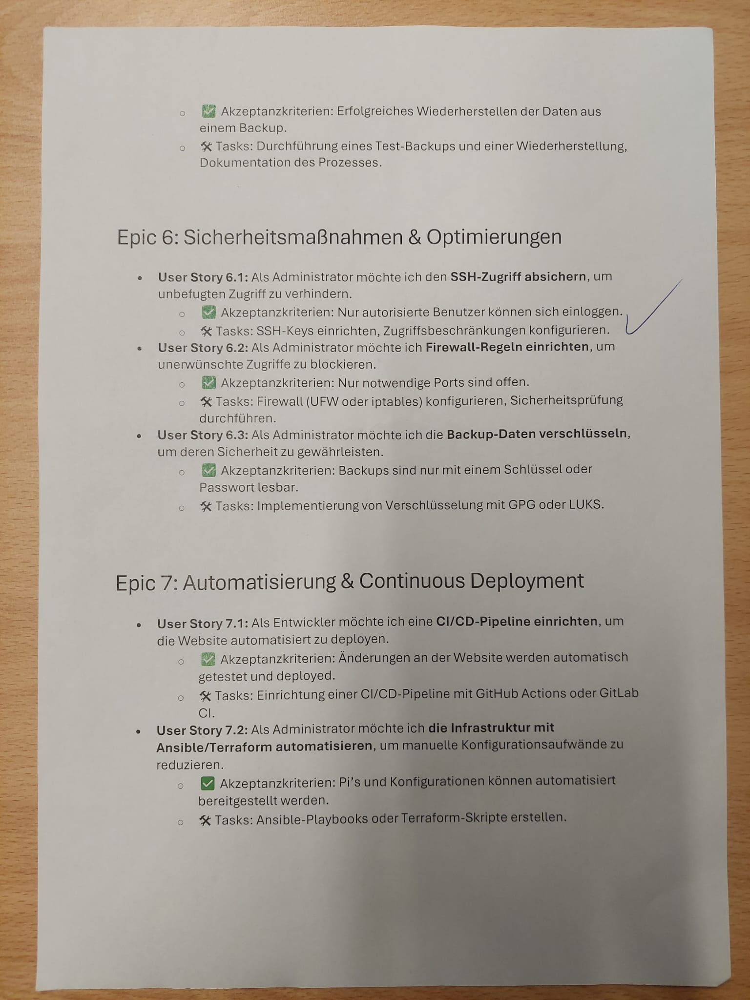 ○ ✅ Akzeptanzkriterien: Erfolgreiches Wiederherstellen der Daten aus
einem Backup.
○ 🛠 Tasks: Durchführung eines Test-Backups und einer Wiederherstellung,
Dokumentation des Prozesses.
Epic 6: Sicherheitsmaßnahmen & Optimierungen
• User Story 6.1: Als Administrator möchte ich den SSH-Zugriff absichern, um
unbefugten Zugriff zu verhindern.
○ ✅ Akzeptanzkriterien: Nur autorisierte Benutzer können sich einloggen.
○ 🛠 Tasks: SSH-Keys einrichten, Zugriffsbeschränkungen konfigurieren.
• User Story 6.2: Als Administrator möchte ich Firewall-Regeln einrichten, um
unerwünschte Zugriffe zu blockieren.
○ ✅ Akzeptanzkriterien: Nur notwendige Ports sind offen.
○ 🛠 Tasks: Firewall (UFW oder iptables) konfigurieren, Sicherheitsprüfung
durchführen.
• User Story 6.3: Als Administrator möchte ich die Backup-Daten verschlüsseln,
um deren Sicherheit zu gewährleisten.
○ ✅ Akzeptanzkriterien: Backups sind nur mit einem Schlüssel oder
Passwort lesbar.
○ 🛠 Tasks: Implementierung von Verschlüsselung mit GPG oder LUKS.
Epic 7: Automatisierung & Continuous Deployment
• User Story 7.1: Als Entwickler möchte ich eine CI/CD-Pipeline einrichten, um
die Website automatisiert zu deployen.
○ ✅ Akzeptanzkriterien: Änderungen an der Website werden automatisch
getestet und deployed.
○ 🛠 Tasks: Einrichtung einer CI/CD-Pipeline mit GitHub Actions oder GitLab
CI.
• User Story 7.2: Als Administrator möchte ich die Infrastruktur mit
Ansible/Terraform automatisieren, um manuelle Konfigurationsaufwände zu
reduzieren.
○ ✅ Akzeptanzkriterien: Pi’s und Konfigurationen können automatisiert
bereitgestellt werden.
○ 🛠 Tasks: Ansible-Playbooks oder Terraform-Skripte erstellen.